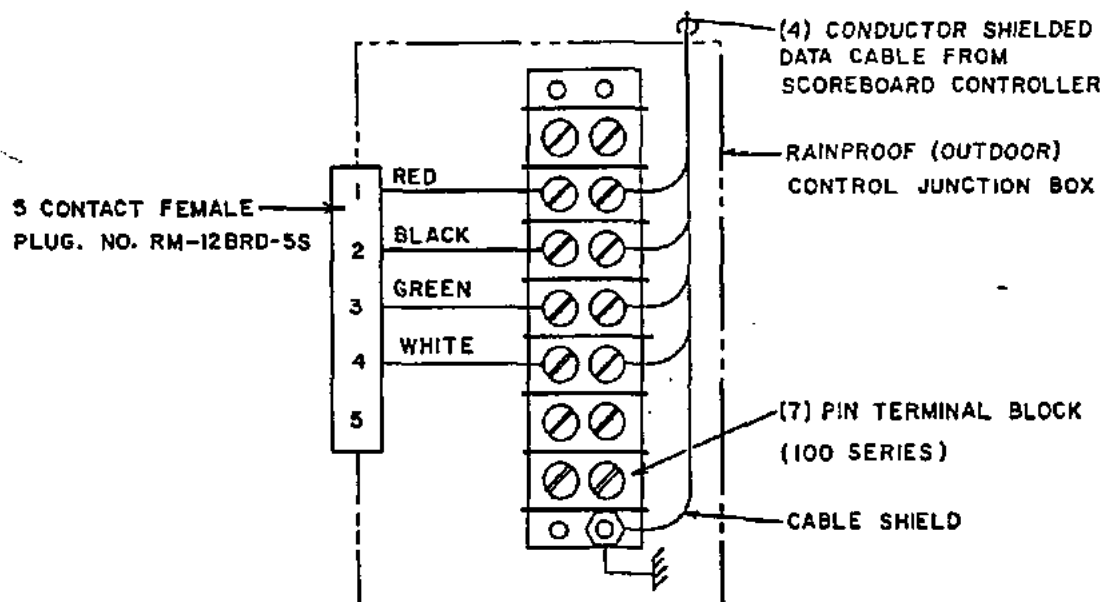 (4) CONDUCTOR SHIELDED
DATA CABLE FROM
SCOREBOARD CONTROLLER
RAINPROOF (OUTDOOR)
CONTROL JUNCTION BOX
5 CONTACT FEMALE
PLUG. NO. RM-12BRD-5S
1
RED
2
BLACK
3
GREEN
4
WHITE
5
(7) PIN TERMINAL BLOCK
(100 SERIES)
CABLE SHIELD